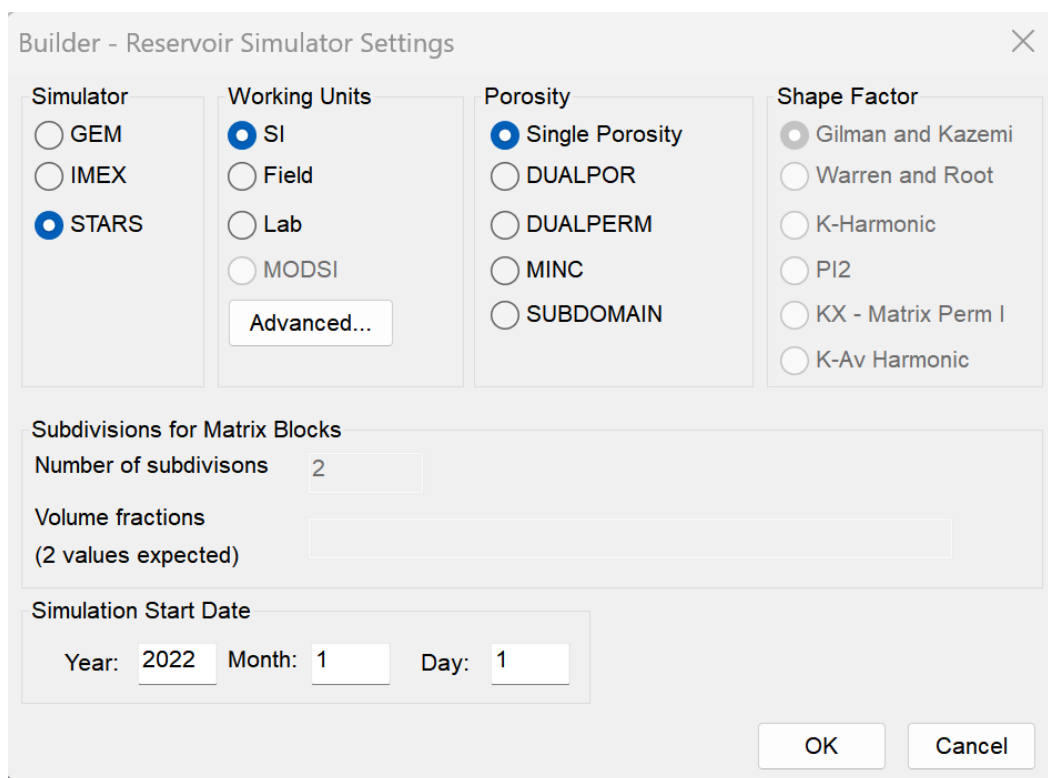 Builder - Reservoir Simulator Settings
Simulator
GEM
IMEX
STARS
Working Units
SI
Field
Lab
MODSI
Advanced...
Porosity
Single Porosity
DUALPOR
DUALPERM
MINC
SUBDOMAIN
Shape Factor
Gilman and Kazemi
Warren and Root
K-Harmonic
PI2
KX - Matrix Perm I
K-Av Harmonic
Subdivisions for Matrix Blocks
Number of subdivisons 2
Volume fractions
(2 values expected)
Simulation Start Date
Year: 2022 Month: 1 Day: 1
OK Cancel